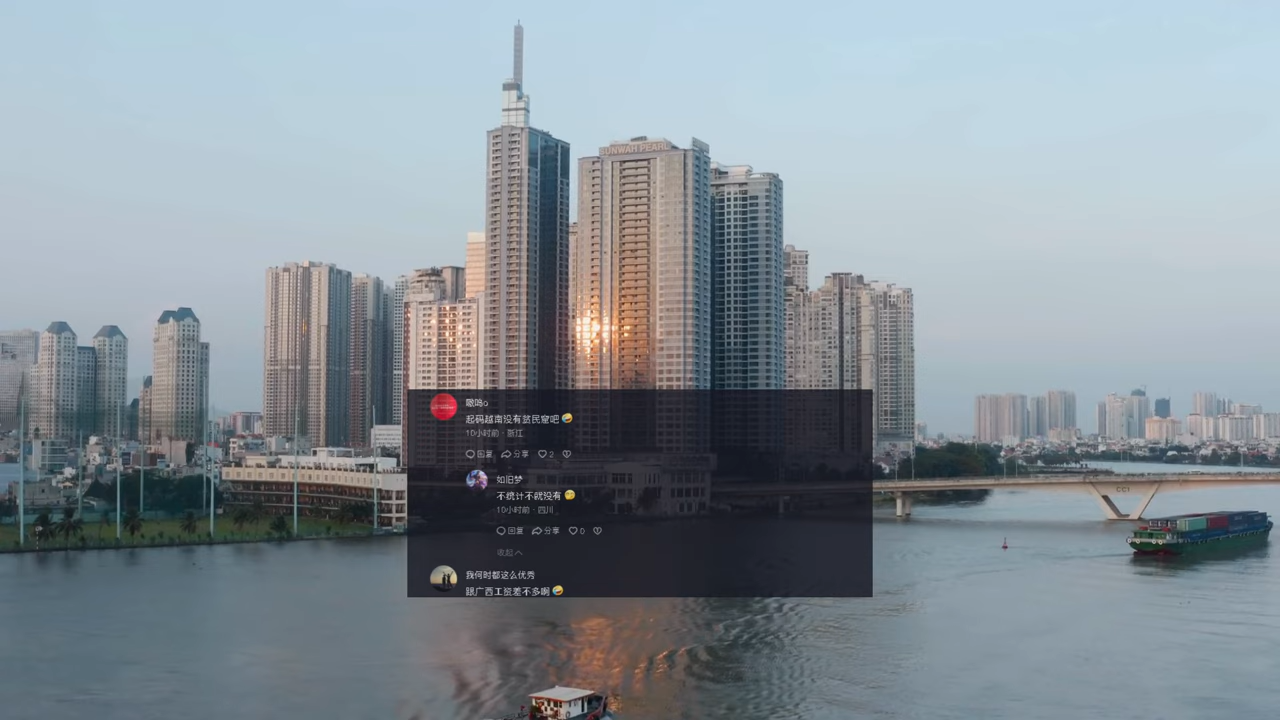 SUNWAH PEARL
起码越南没有贫民窟吧🤣
10小时前 · 浙江
回复 分享 2
如旧梦
不统计不就没有🫡
10小时前 · 四川
回复 分享 0
收起
我何时都这么优秀
跟广西工资差不多啊🤣